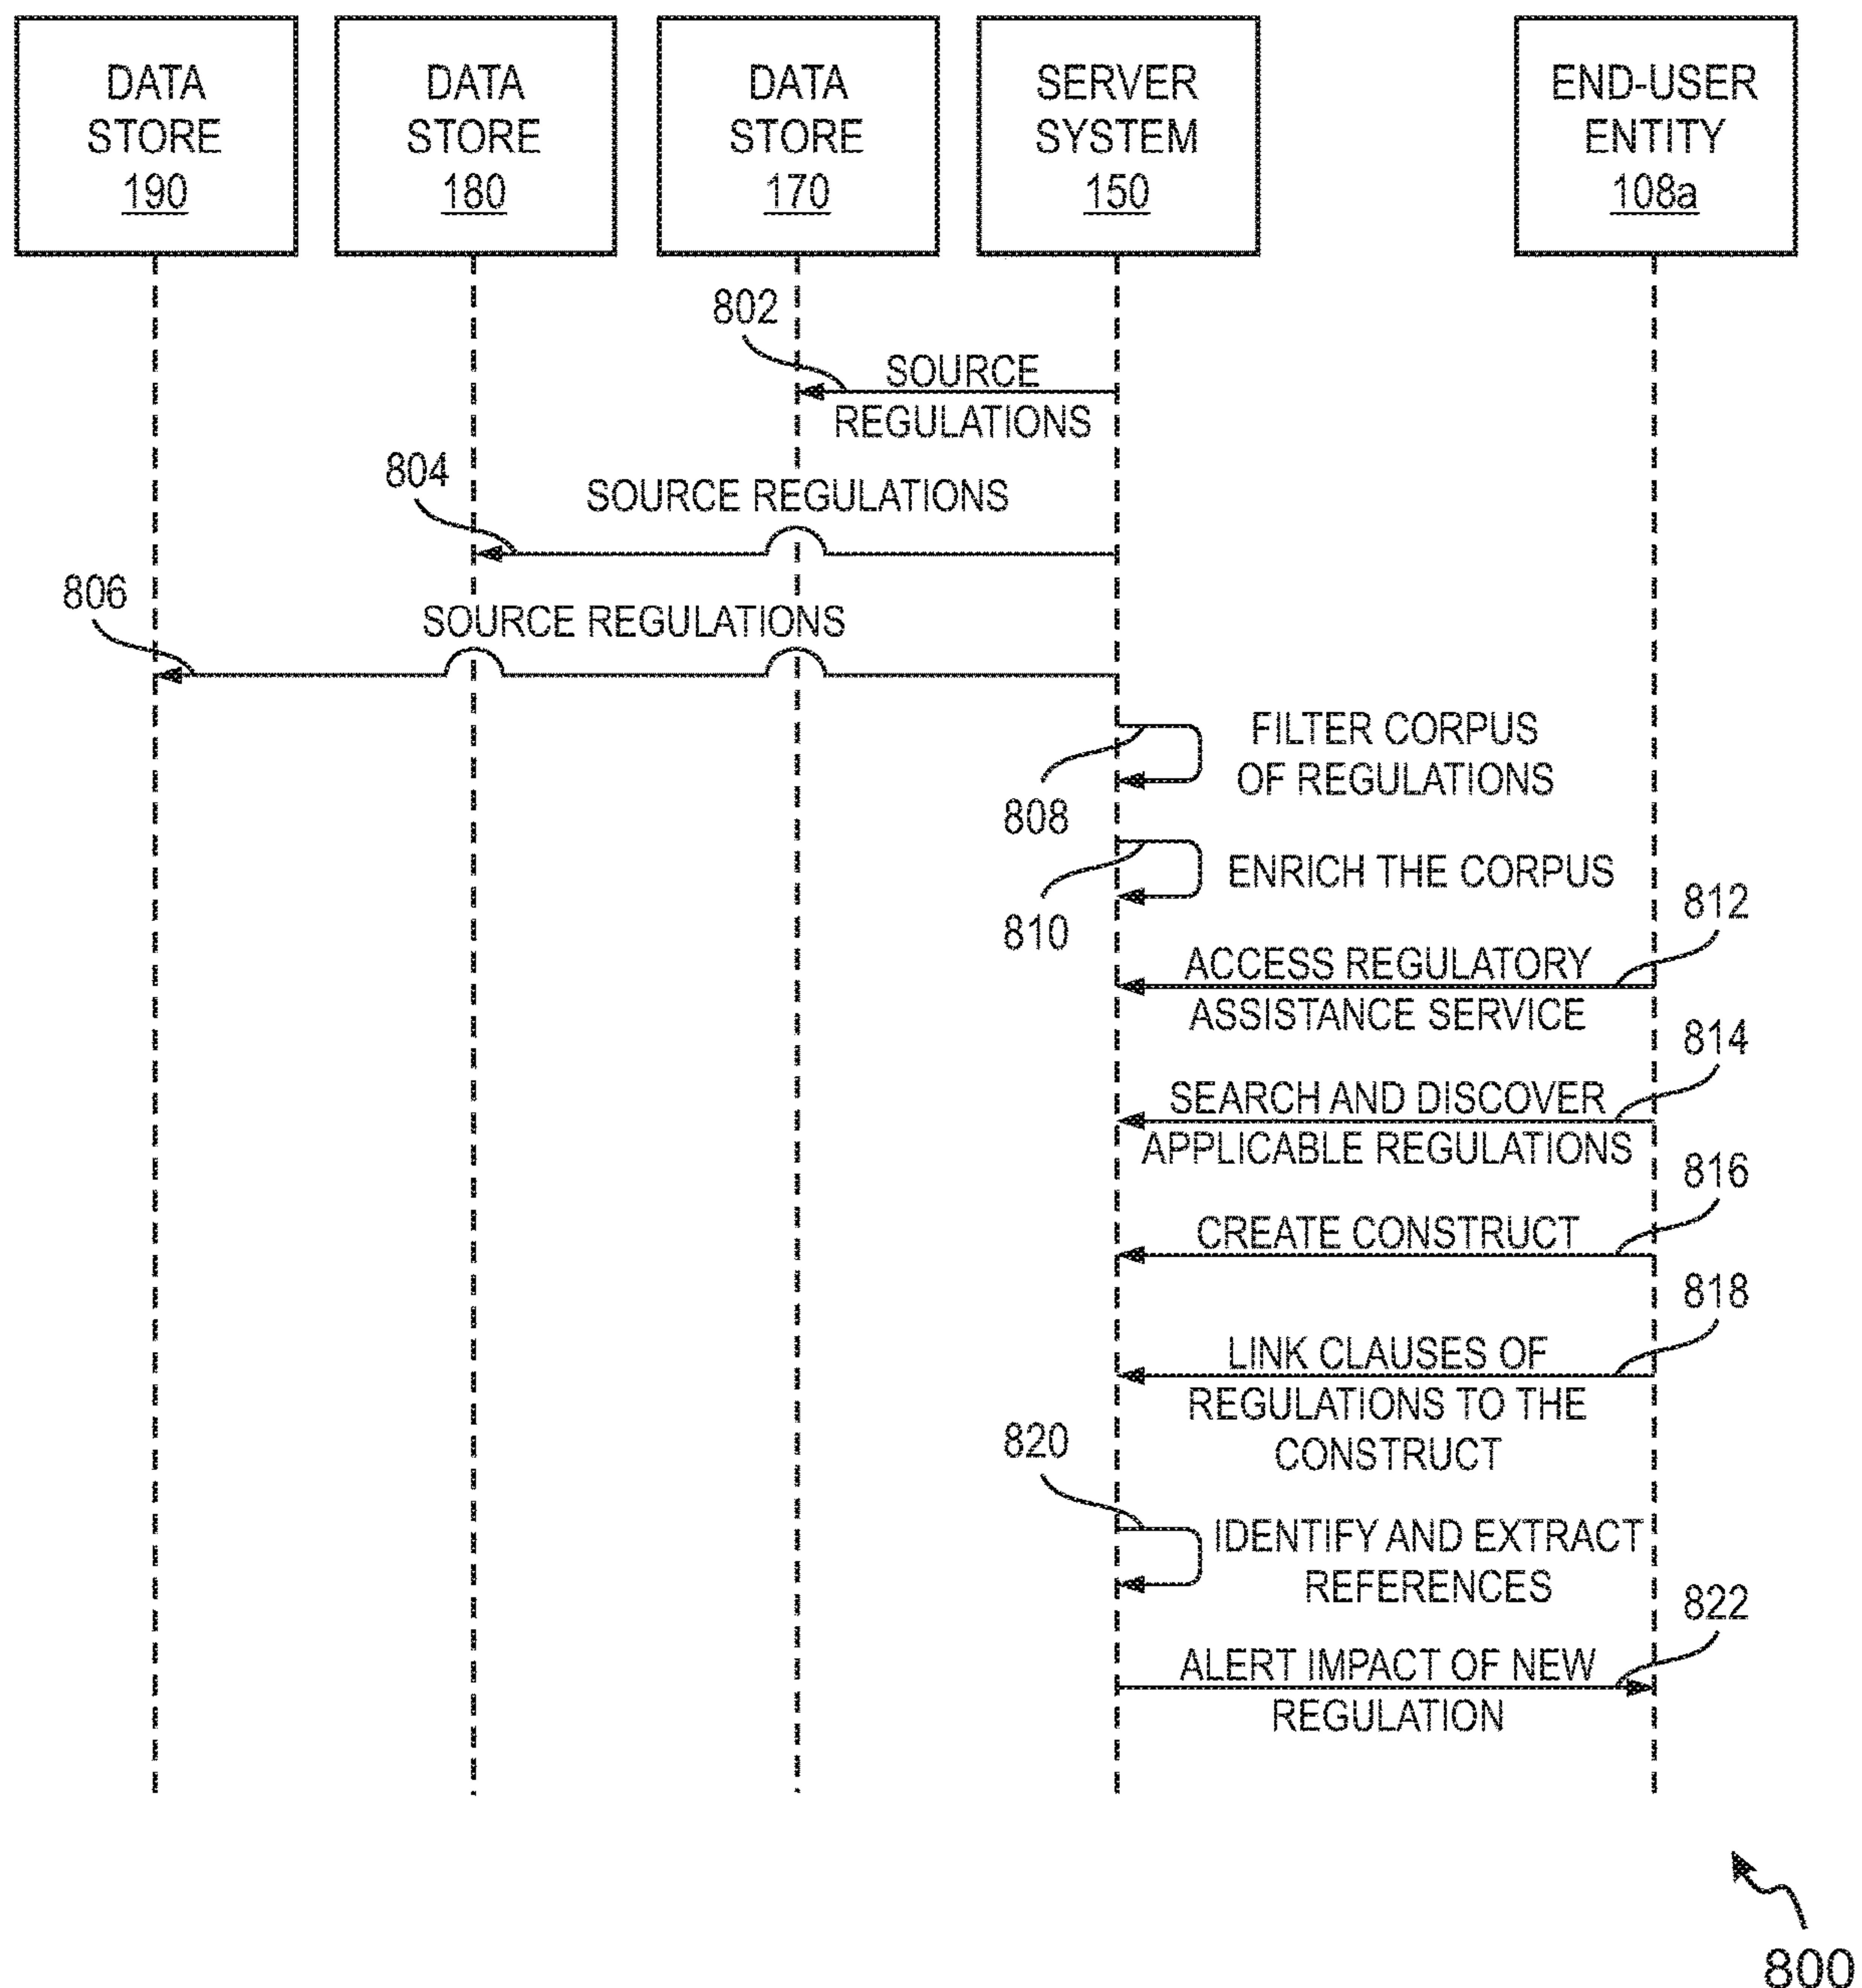 DATA
STORE
190
DATA
STORE
180
DATA
STORE
170
SERVER
SYSTEM
150
END-USER
ENTITY
108a
802
SOURCE
REGULATIONS
804
SOURCE REGULATIONS
806
SOURCE REGULATIONS
FILTER CORPUS
OF REGULATIONS
808
ENRICH THE CORPUS
810
812
ACCESS REGULATORY
ASSISTANCE SERVICE
814
SEARCH AND DISCOVER
APPLICABLE REGULATIONS
816
CREATE CONSTRUCT
818
LINK CLAUSES OF
REGULATIONS TO THE
CONSTRUCT
820
IDENTIFY AND EXTRACT
REFERENCES
822
ALERT IMPACT OF NEW
REGULATION
800